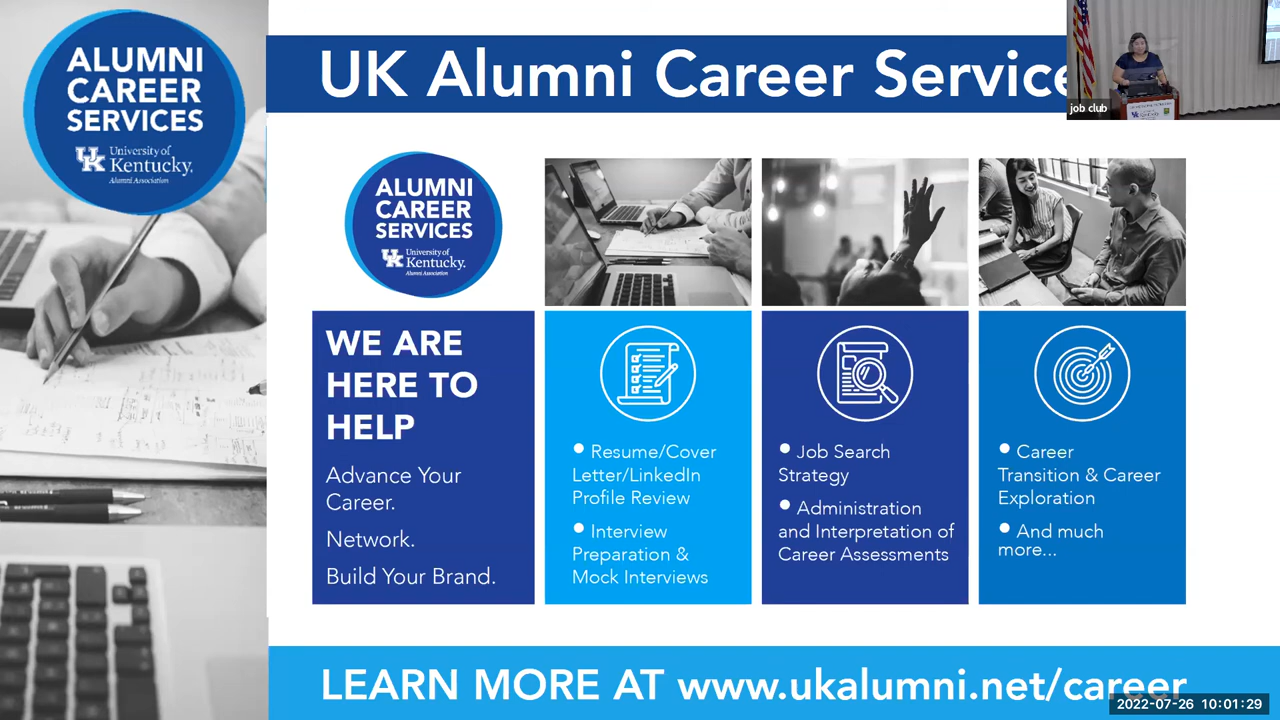 ALUMNI
CAREER
SERVICES
UK University of
Kentucky.
Alumni Association
UK Alumni Career Service
job club
ALUMNI
CAREER
SERVICES
UK University of
Kentucky.
Alumni Association
WE ARE
HERE TO
HELP
Advance Your
Career.
Network.
Build Your Brand.
• Resume/Cover
Letter/LinkedIn
Profile Review
• Interview
Preparation &
Mock Interviews
• Job Search
Strategy
• Administration
and Interpretation of
Career Assessments
• Career
Transition & Career
Exploration
• And much
more...
LEARN MORE AT www.ukalumni.net/career
2022-07-26 10:01:29